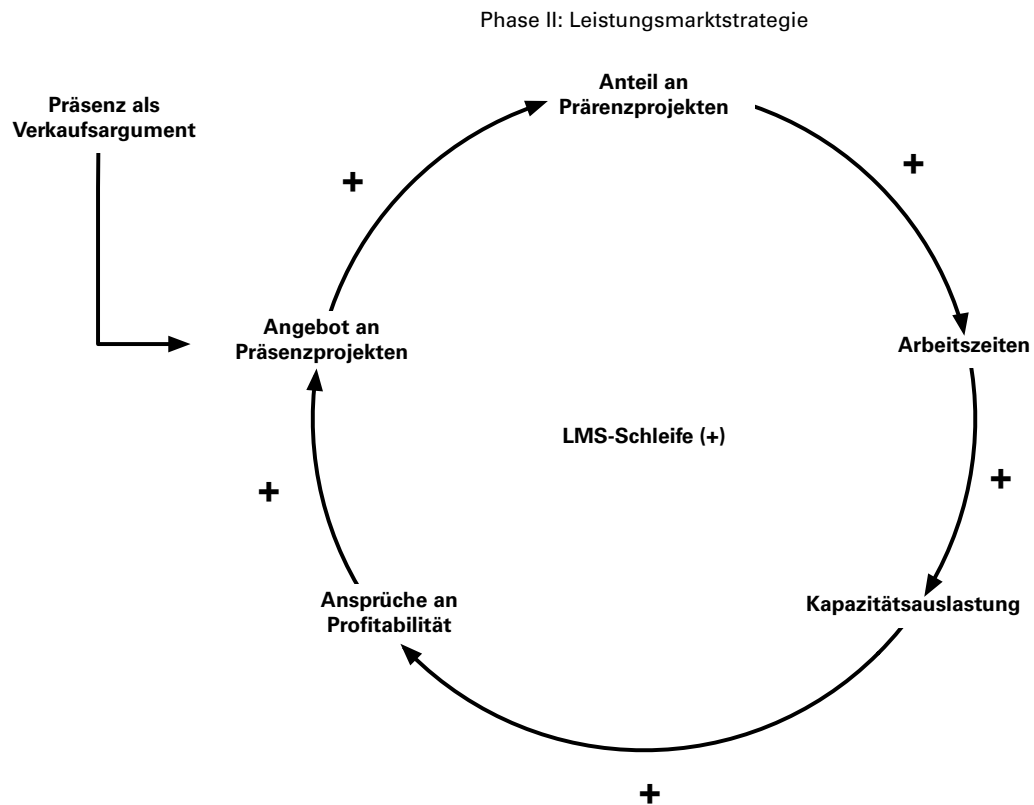 Phase II: Leistungsmarktstrategie
Anteil an
Prärenzprojekten
Präsenz als
Verkaufsargument
+
+
Angebot an
Präsenzprojekten
Arbeitszeiten
LMS-Schleife (+)
+
+
Ansprüche an
Profitabilität
Kapazitätsauslastung
+